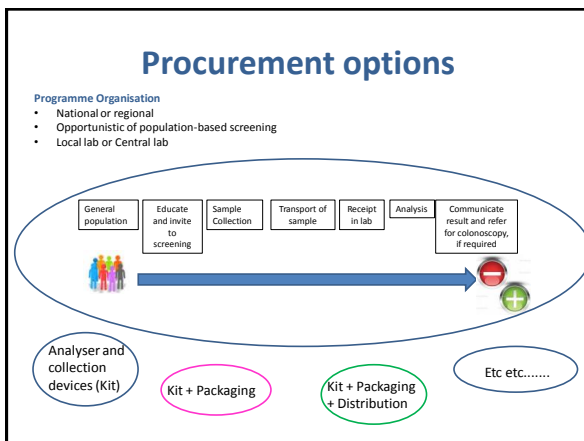 Procurement options
Programme Organisation
• National or regional
• Opportunistic of population-based screening
• Local lab or Central lab
General
population
Educate
and invite
to
screening
Sample
Collection
Transport of
sample
Receipt
in lab
Analysis
Communicate
result and refer
for colonoscopy,
if required
Analyser and
collection
devices (Kit)
Kit + Packaging
Kit + Packaging
+ Distribution
Etc etc.......